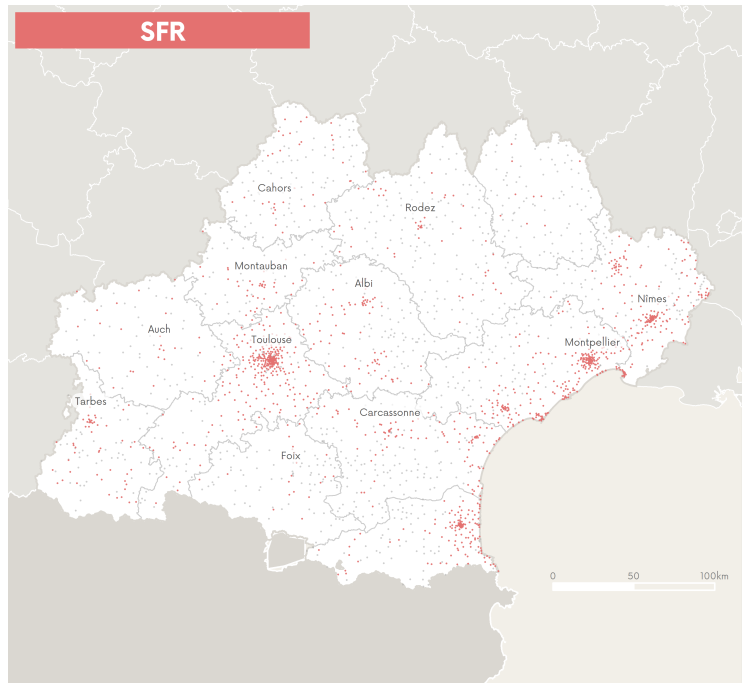 SFR
Cahors
Rodez
Montauban
Albi
Nîmes
Auch
Toulouse
Montpellier
Tarbes
Carcassonne
Foix
0 50 100km